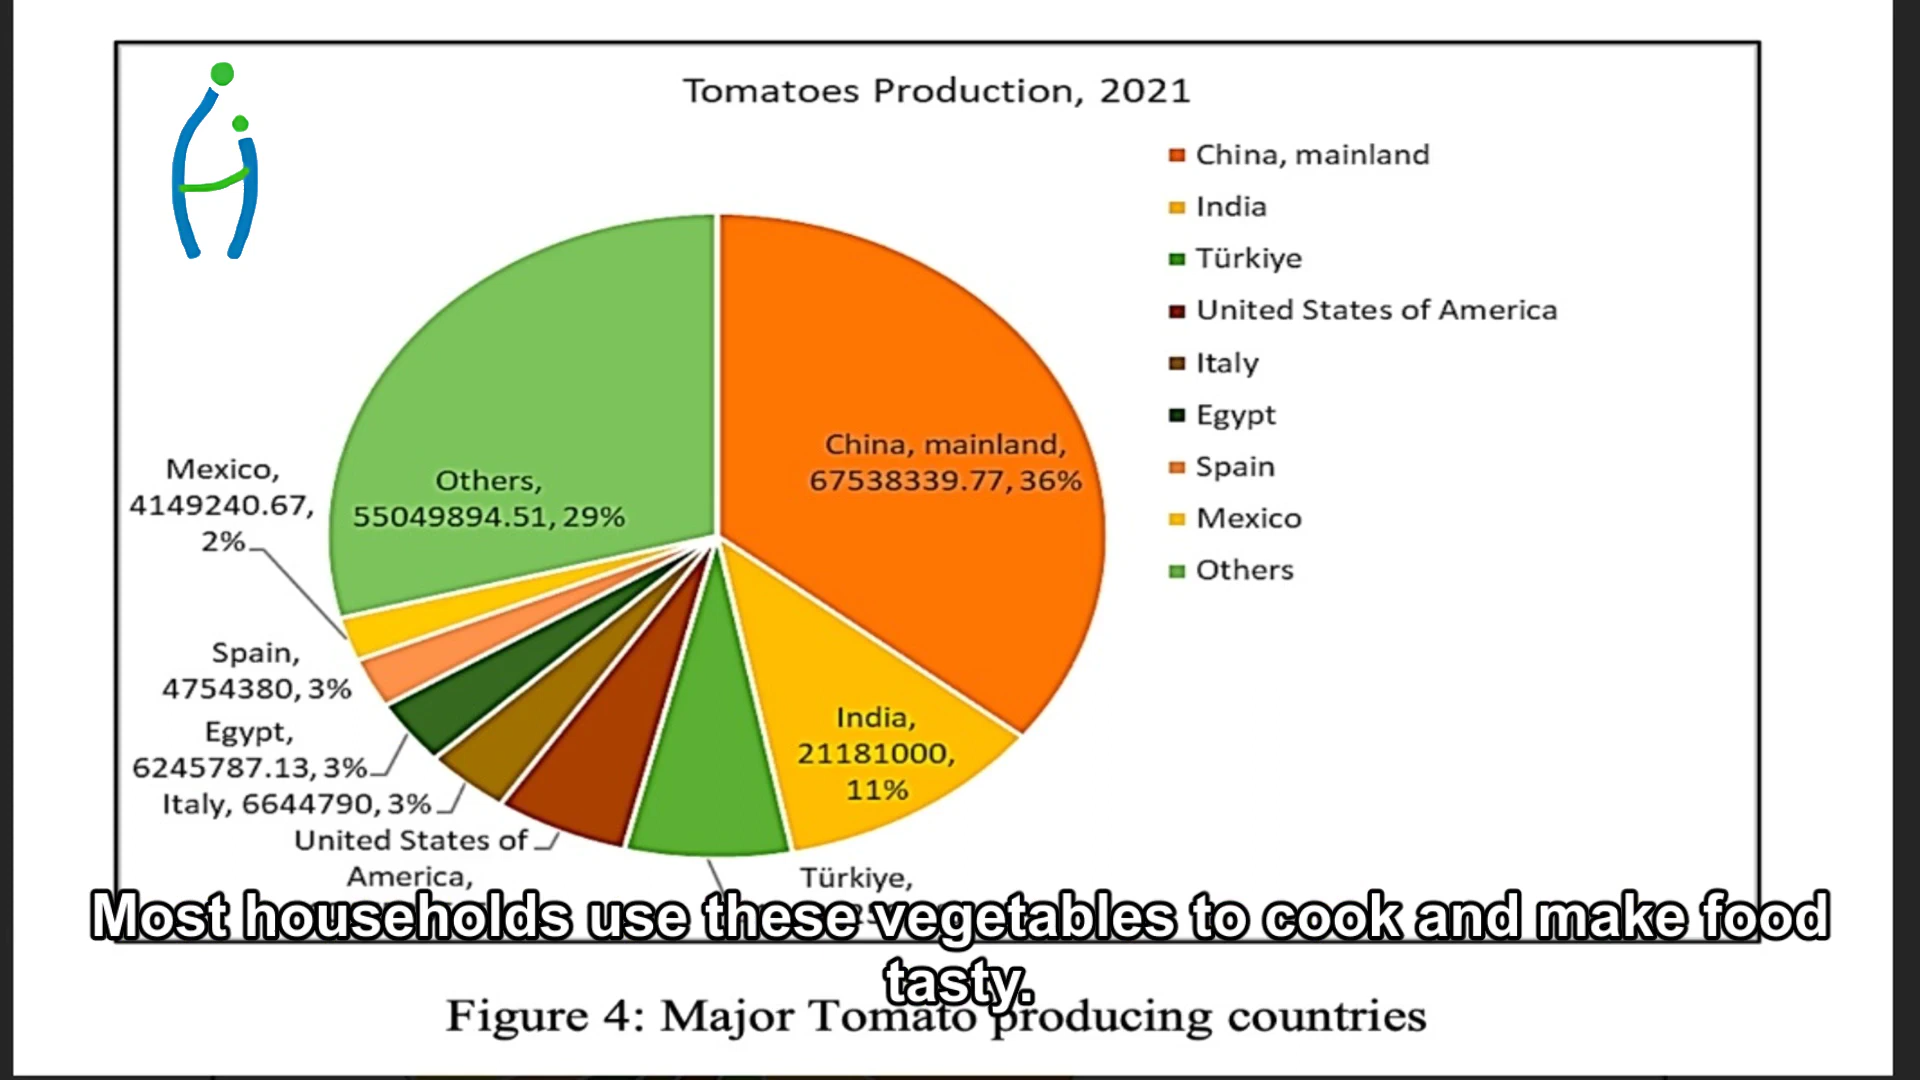 Tomatoes Production, 2021
China, mainland
India
Türkiye
United States of America
Italy
Egypt
Spain
Mexico
Others
China, mainland,
67538339.77, 36%
Others,
55049894.51, 29%
Mexico,
4149240.67,
2%
Spain,
4754380, 3%
Egypt,
6245787.13, 3%
Italy, 6644790, 3%
United States of
America,
India,
21181000,
11%
Türkiye,
Most households use these vegetables to cook and make food
tasty.
Figure 4: Major Tomato producing countries